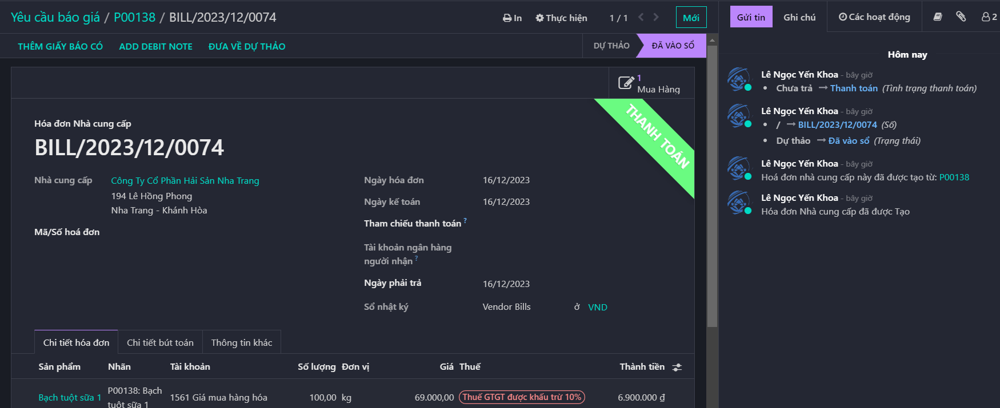 Yêu cầu báo giá / P00138 / BILL/2023/12/0074
In
Thực hiện
1 / 1
Mới
THÊM GIẤY BÁO CÓ
ADD DEBIT NOTE
ĐƯA VỀ DỰ THẢO
DỰ THẢO
ĐÃ VÀO SỔ
1
Mua Hàng
THANH TOÁN
Hóa đơn Nhà cung cấp
BILL/2023/12/0074
Nhà cung cấp
Công Ty Cổ Phần Hải Sản Nha Trang
194 Lê Hồng Phong
Nha Trang - Khánh Hòa
Mã/Số hoá đơn
Ngày hóa đơn 16/12/2023
Ngày kế toán 16/12/2023
Tham chiếu thanh toán ?
Tài khoản ngân hàng
người nhận ?
Ngày phải trả 16/12/2023
Sổ nhật ký Vendor Bills ở VND
Chi tiết hóa đơn
Chi tiết bút toán
Thông tin khác
Sản phẩm Nhãn Tài khoản Số lượng Đơn vị Giá Thuế Thành tiền
Bạch tuột sữa 1
P00138: Bạch
tuột sữa 1
1561 Giá mua hàng hóa 100,00 kg 69.000,00 Thuế GTGT được khấu trừ 10% 6.900.000 ₫
Gửi tin
Ghi chú
Các hoạt động
2
Hôm nay
Lê Ngọc Yến Khoa - bây giờ
• Chưa trả → Thanh toán (Tình trạng thanh toán)
Lê Ngọc Yến Khoa - bây giờ
• / → BILL/2023/12/0074 (Số)
• Dự thảo → Đã vào sổ (Trạng thái)
Lê Ngọc Yến Khoa - bây giờ
Hoá đơn nhà cung cấp này đã được tạo từ: P00138
Lê Ngọc Yến Khoa - bây giờ
Hóa đơn Nhà cung cấp đã được Tạo